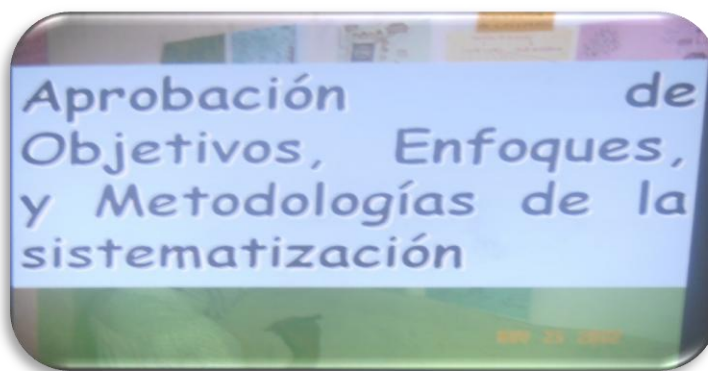 Aprobación de
Objetivos, Enfoques,
y Metodologías de la
sistematización